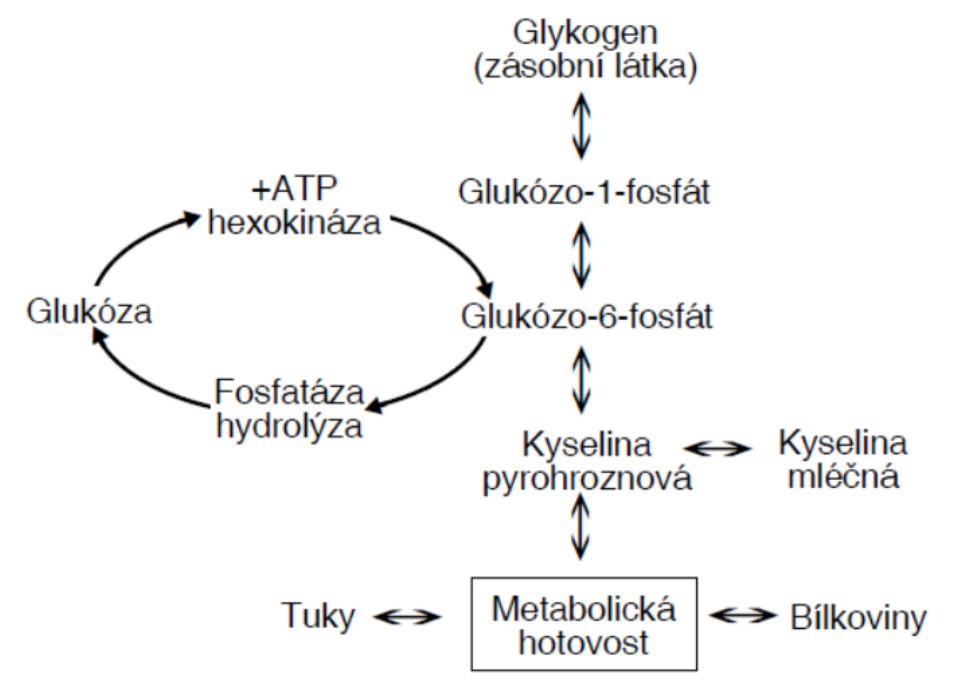 Glykogen
(zásobní látka)
+ATP
hexokináza
Glukózo-1-fosfát
Glukóza
Glukózo-6-fosfát
Fosfatáza
hydrolýza
Kyselina
pyrohroznová
Kyselina
mléčná
Tuky
Metabolická
hotovost
Bílkoviny